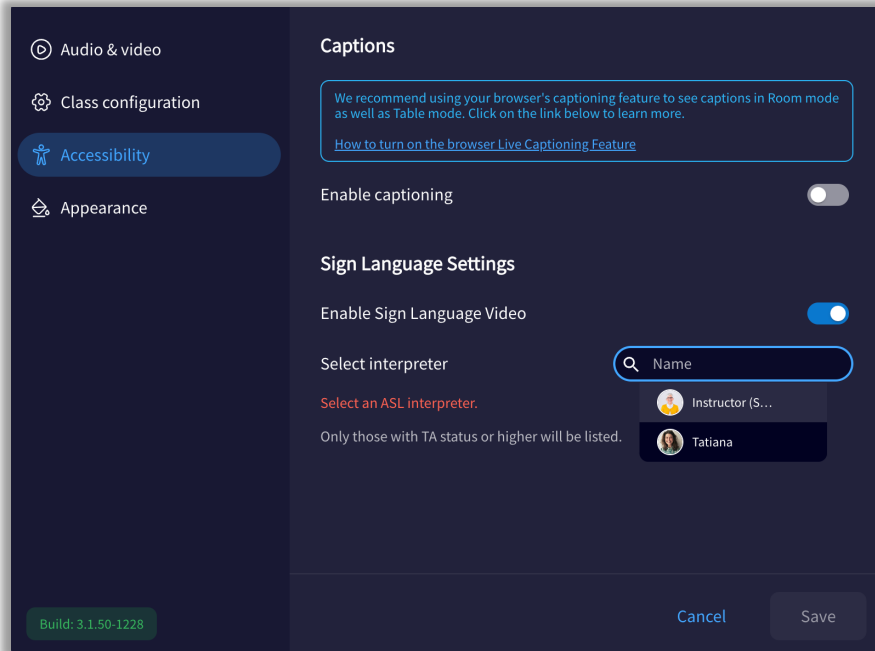 Audio & video
Class configuration
Accessibility
Appearance
Build: 3.1.50-1228
Captions
We recommend using your browser's captioning feature to see captions in Room mode
as well as Table mode. Click on the link below to learn more.
How to turn on the browser Live Captioning Feature
Enable captioning
Sign Language Settings
Enable Sign Language Video
Select interpreter
Name
Select an ASL interpreter.
Instructor (S...
Only those with TA status or higher will be listed.
Tatiana
Cancel
Save